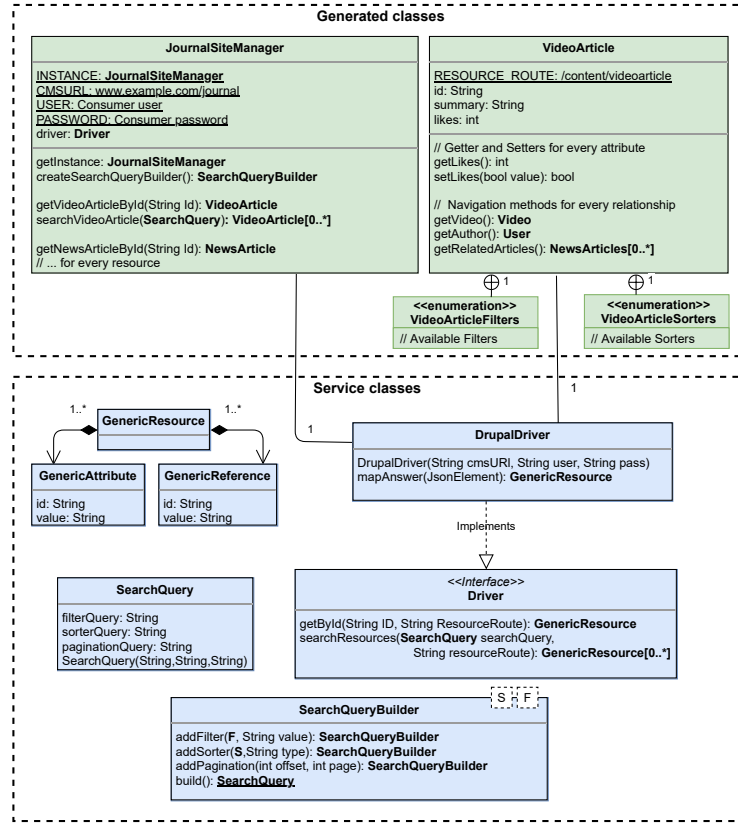 Generated classes
JournalSiteManager
INSTANCE: JournalSiteManager
CMSURL: www.example.com/journal
USER: Consumer user
PASSWORD: Consumer password
driver: Driver
getInstance: JournalSiteManager
createSearchQueryBuilder(): SearchQueryBuilder
getVideoArticleById(String Id): VideoArticle
searchVideoArticle(SearchQuery): VideoArticle[0..*]
getNewsArticleById(String Id): NewsArticle
// ... for every resource
VideoArticle
RESOURCE_ROUTE: /content/videoarticle
id: String
summary: String
likes: int
// Getter and Setters for every attribute
getLikes(): int
setLikes(bool value): bool
// Navigation methods for every relationship
getVideo(): Video
getAuthor(): User
getRelatedArticles(): NewsArticles[0..*]
1
1
<<enumeration>>
VideoArticleFilters
// Available Filters
<<enumeration>>
VideoArticleSorters
// Available Sorters
Service classes
1
1
1..*
1..*
GenericResource
GenericAttribute
id: String
value: String
GenericReference
id: String
value: String
DrupalDriver
DrupalDriver(String cmsURl, String user, String pass)
mapAnswer(JsonElement): GenericResource
Implements
<<Interface>>
Driver
getById(String ID, String ResourceRoute): GenericResource
searchResources(SearchQuery searchQuery,
String resourceRoute): GenericResource[0..*]
SearchQuery
filterQuery: String
sorterQuery: String
paginationQuery: String
SearchQuery(String,String,String)
S
F
SearchQueryBuilder
addFilter(F, String value): SearchQueryBuilder
addSorter(S,String type): SearchQueryBuilder
addPagination(int offset, int page): SearchQueryBuilder
build(): SearchQuery